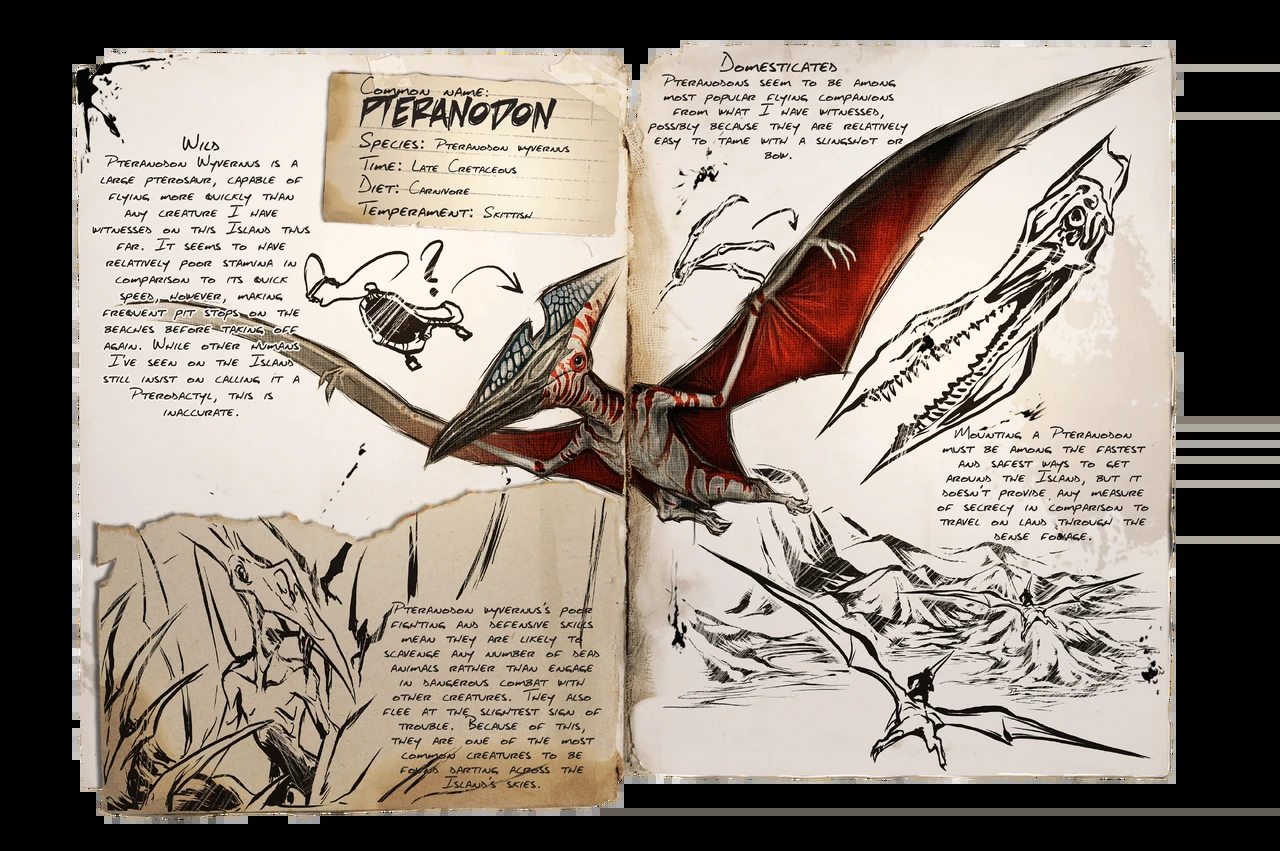 Common name:
PTERANODON
Species: Pteranodon wyvernus
Time: Late Cretaceous
Diet: Carnivore
Temperament: Skittish
Wild
Pteranodon Wyvernus is a
large pterosaur, capable of
flying more quickly than
any creature I have
witnessed on this Island thus
far. It seems to have
relatively poor stamina in
comparison to its quick
speed, however, making
frequent pit stops on the
beaches before taking off
again. While other humans
I've seen on the Island
still insist on calling it a
Pterodactyl, this is
inaccurate.
?
Pteranodon wyvernus's poor
fighting and defensive skills
mean they are likely to
scavenge any number of dead
animals rather than engage
in dangerous combat with
other creatures. They also
flee at the slightest sign of
trouble. Because of this,
they are one of the most
common creatures to be
found darting across the
Island's skies.
Domesticated
Pteranodons seem to be among
most popular flying companions
from what I have witnessed,
possibly because they are relatively
easy to tame with a slingshot or
bow.
Mounting a Pteranodon
must be among the fastest
and safest ways to get
around the Island, but it
doesn't provide any measure
of secrecy in comparison to
travel on land through the
dense foliage.